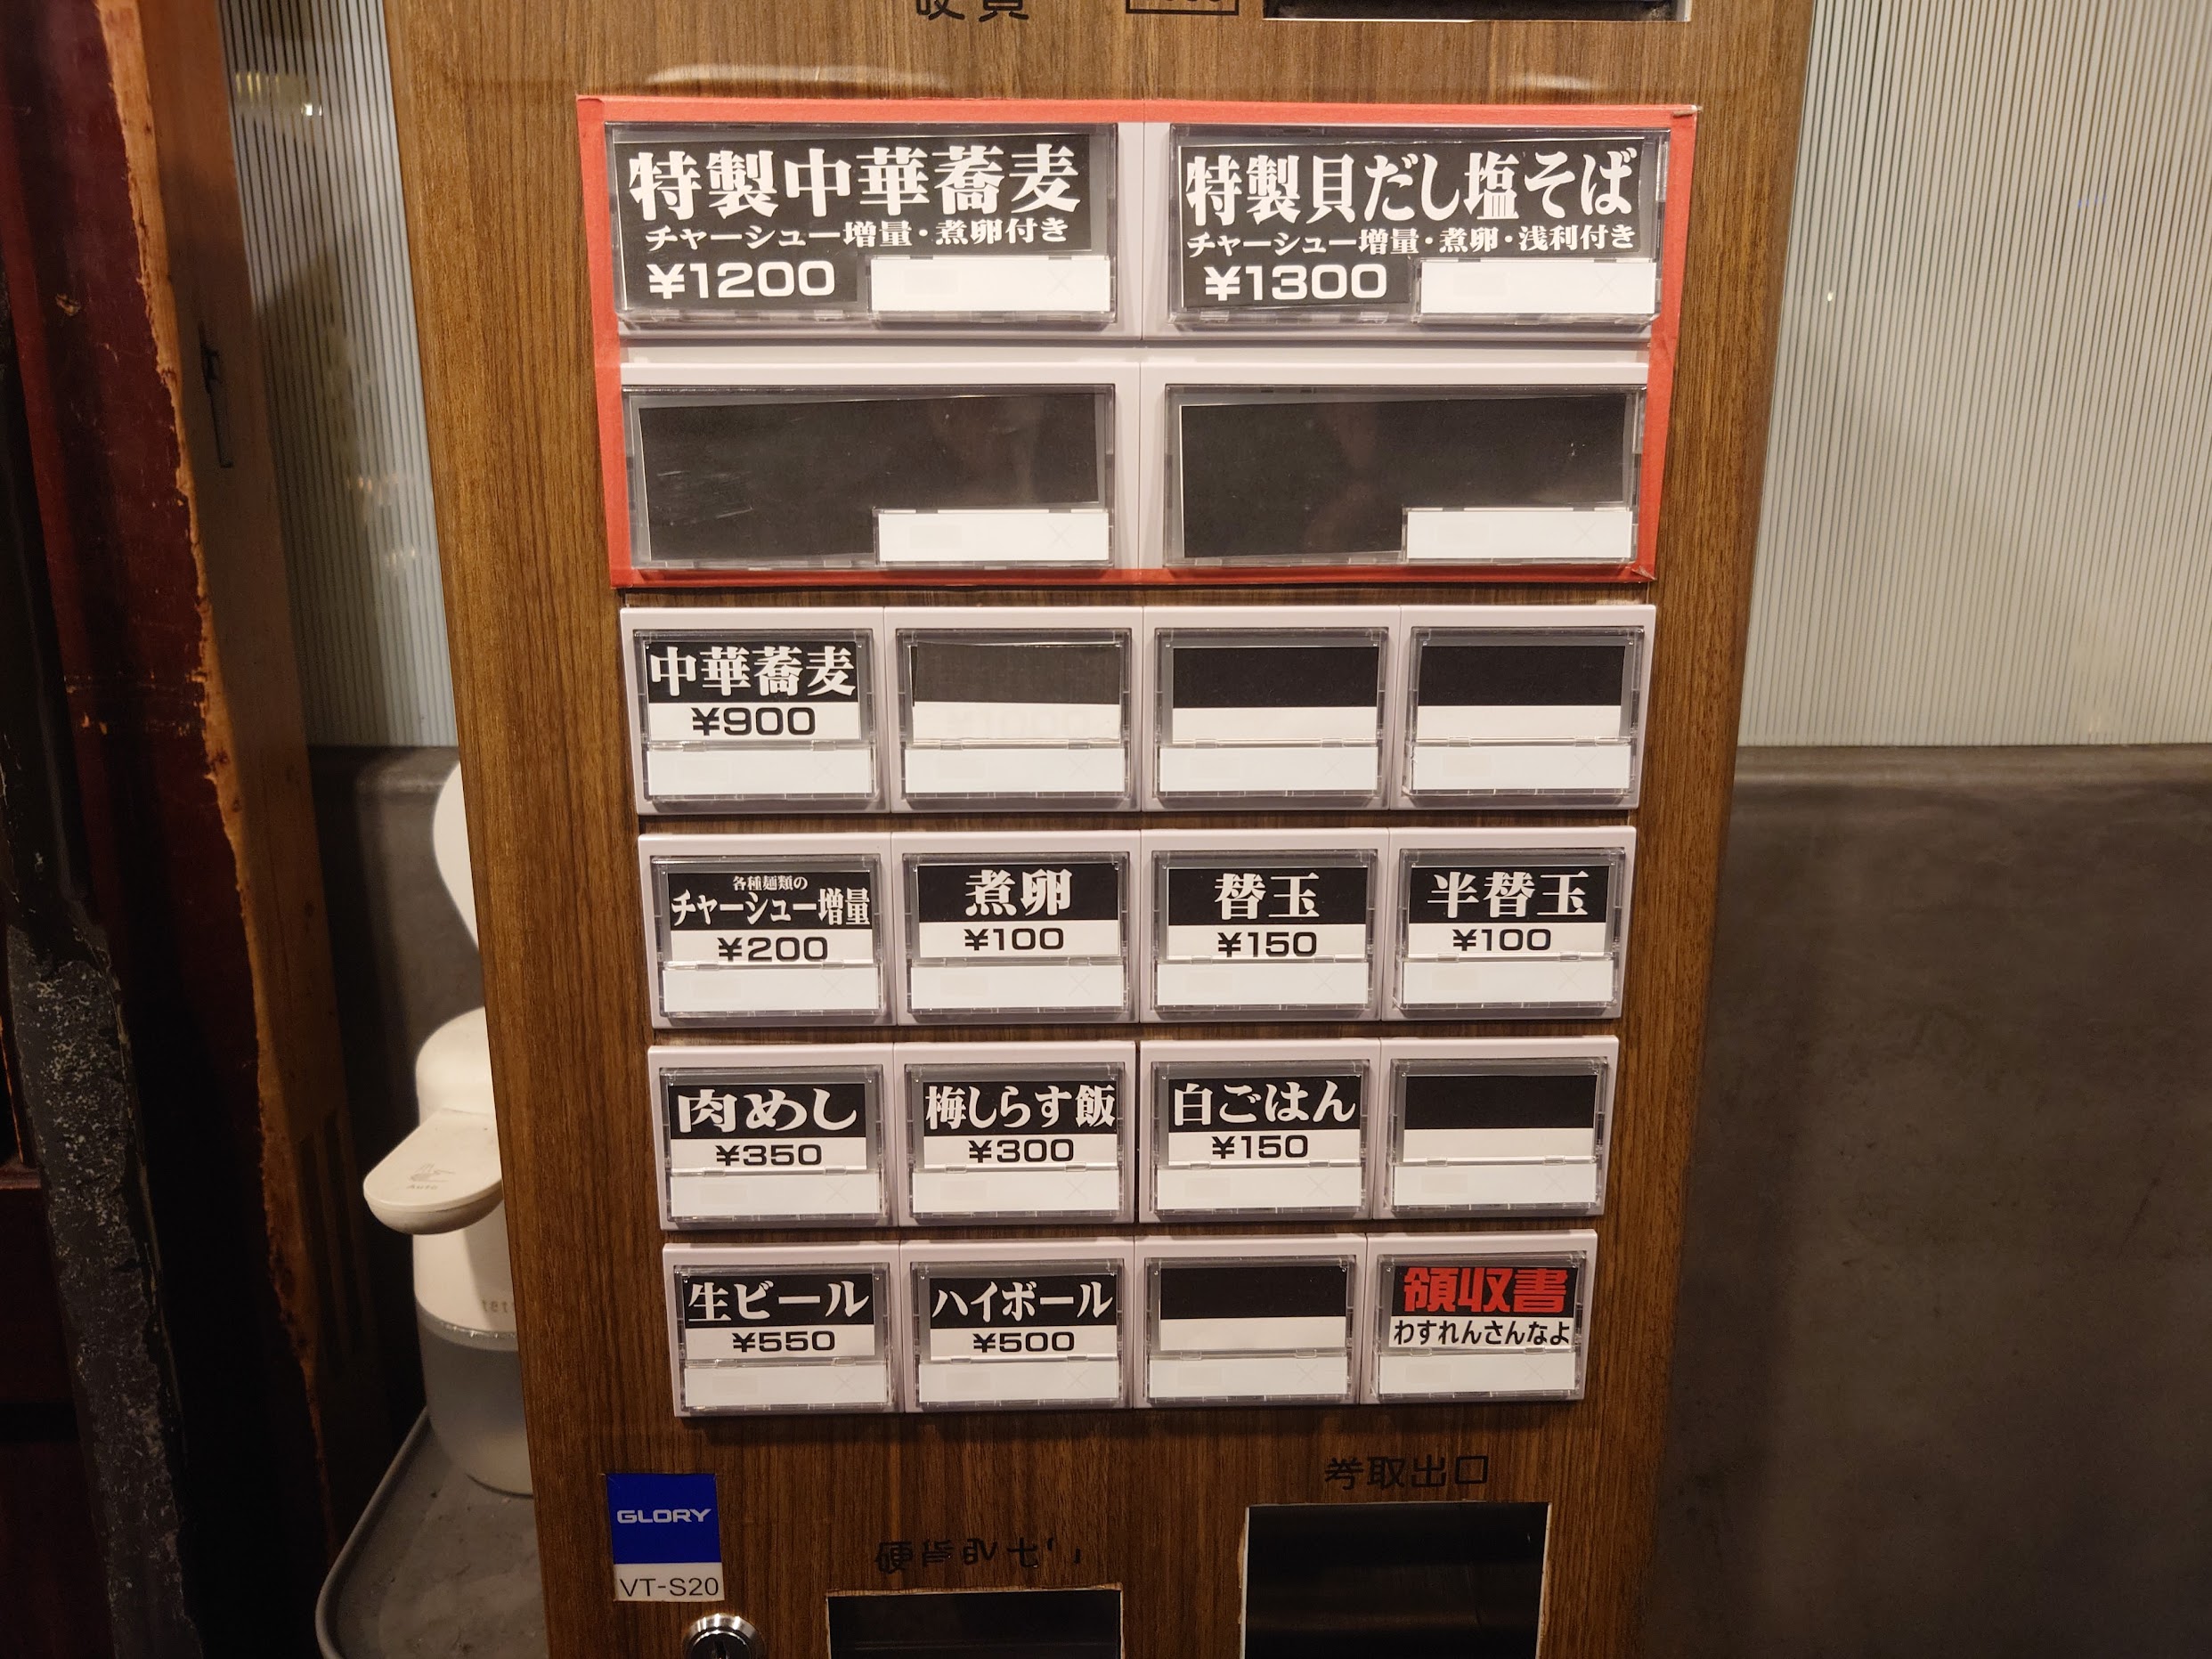 特製中華蕎麦
チャーシュー増量・煮卵付き
¥1200
特製貝だし塩そば
チャーシュー増量・煮卵・浅利付き
¥1300
中華蕎麦
¥900
各種麺類の
チャーシュー増量
¥200
煮卵
¥100
替玉
¥150
半替玉
¥100
肉めし
¥350
梅しらす飯
¥300
白ごはん
¥150
生ビール
¥550
ハイボール
¥500
領収書
わすれんさんなよ
取出口
GLORY
VT-S20
Auto